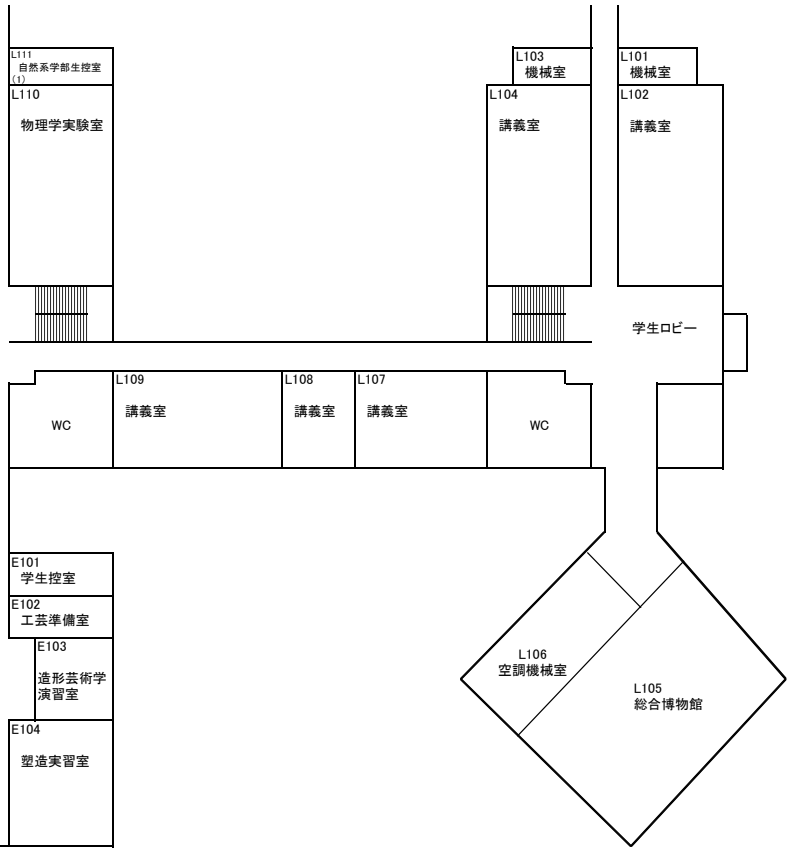 L111
自然系学部生控室
(1)
L110
物理学実験室
L103
機械室
L101
機械室
L104
講義室
L102
講義室
学生ロビー
L109
講義室
L108
講義室
L107
講義室
WC
WC
E101
学生控室
E102
工芸準備室
E103
造形芸術学
演習室
E104
塑造実習室
L106
空調機械室
L105
総合博物館